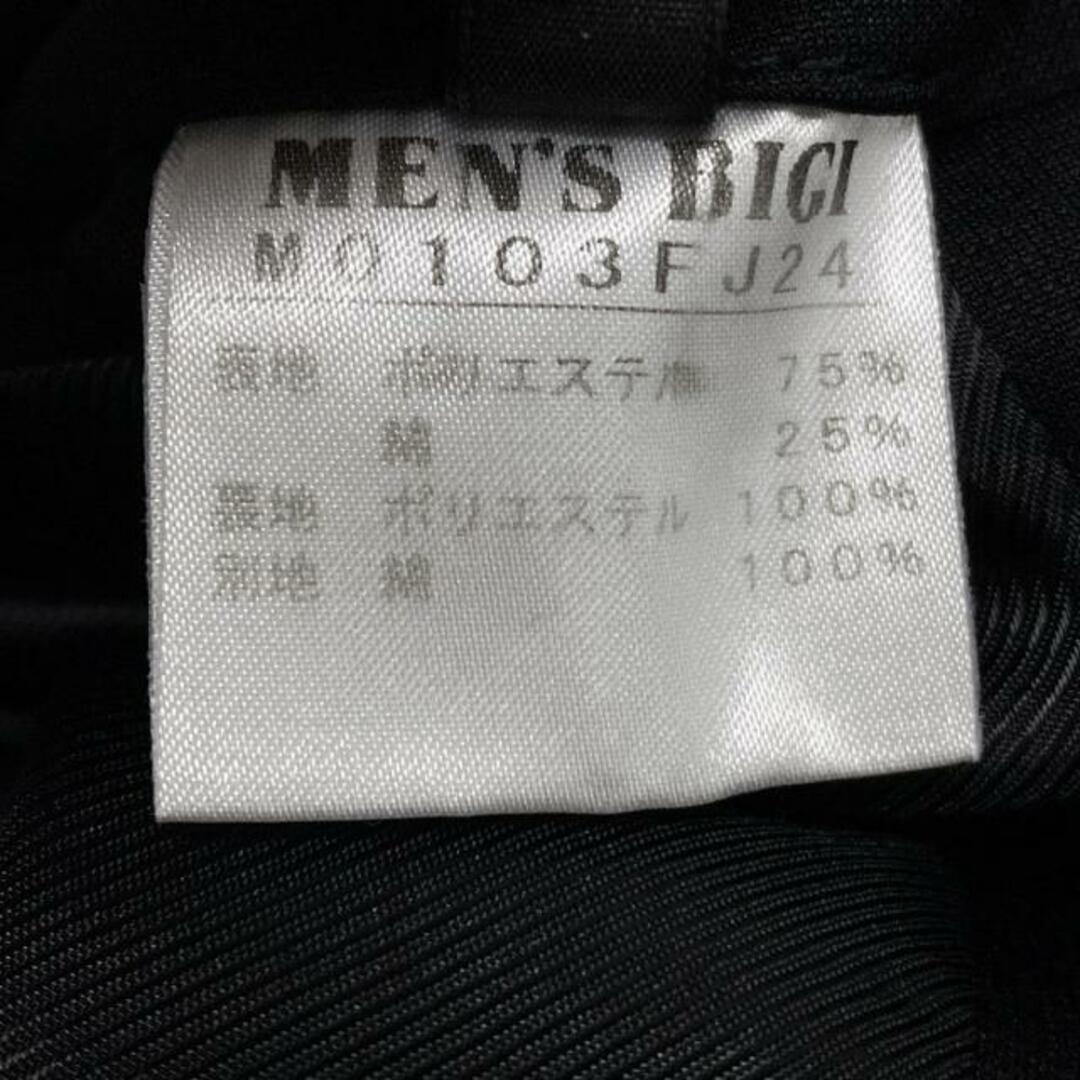 MEN'S BIGI
M0103FJ24
表地 ポリエステル 75%
綿 25%
表地 ポリエステル 100%
別地 綿 100%